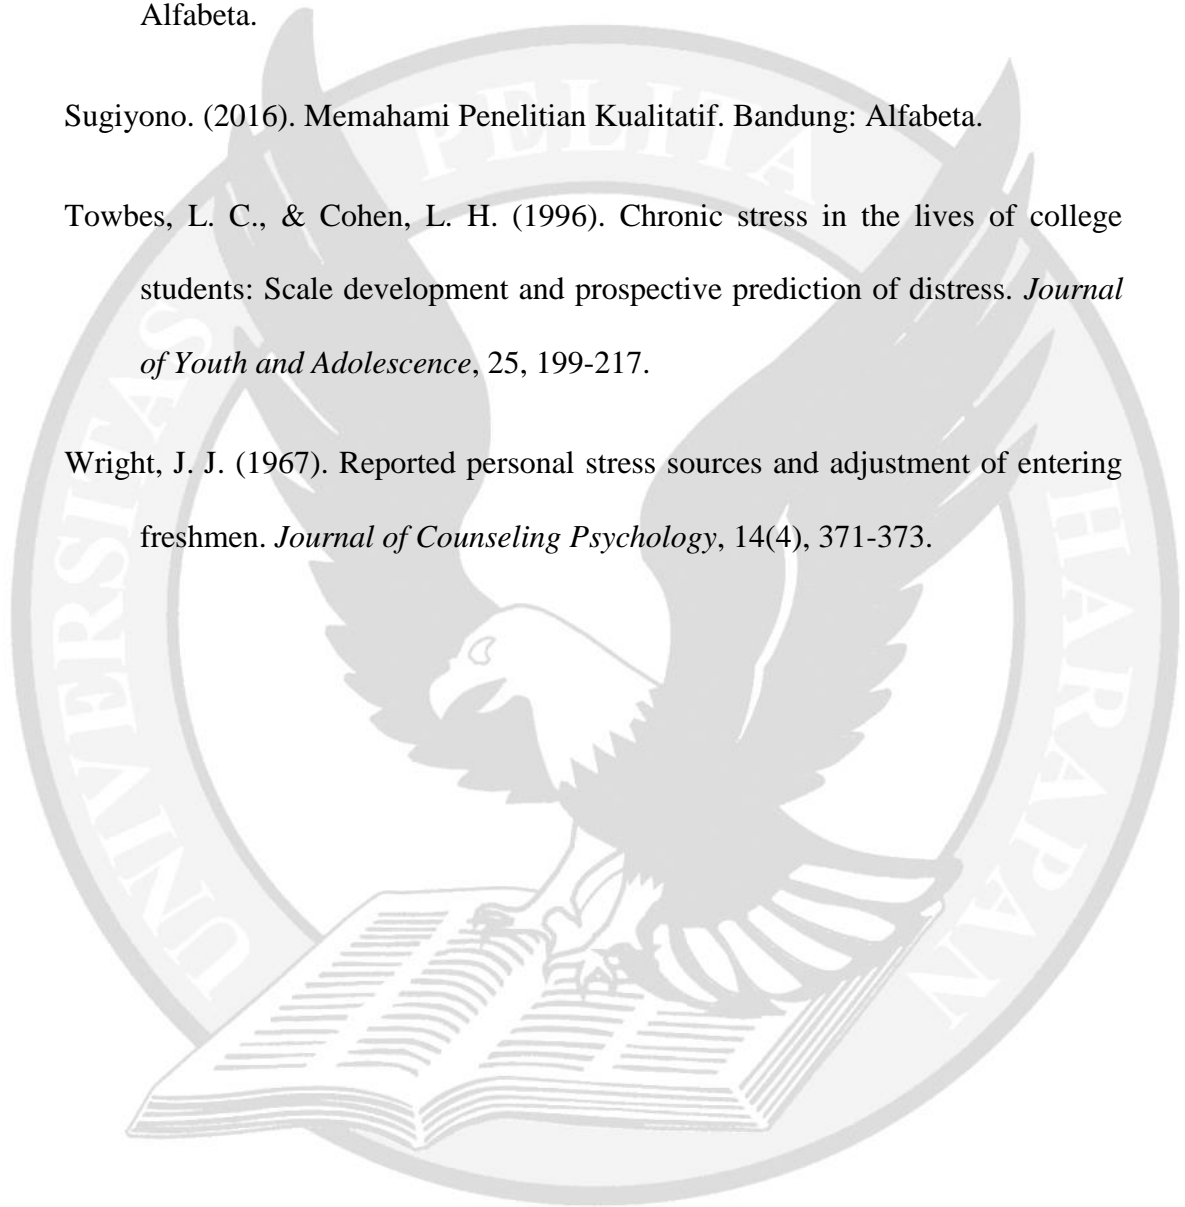 Alfabeta.
Sugiyono. (2016). Memahami Penelitian Kualitatif. Bandung: Alfabeta.
Towbes, L. C., & Cohen, L. H. (1996). Chronic stress in the lives of college
students: Scale development and prospective prediction of distress. Journal
of Youth and Adolescence, 25, 199-217.
Wright, J. J. (1967). Reported personal stress sources and adjustment of entering
freshmen. Journal of Counseling Psychology, 14(4), 371-373.
UNIVERSITAS PELITA HARAPAN